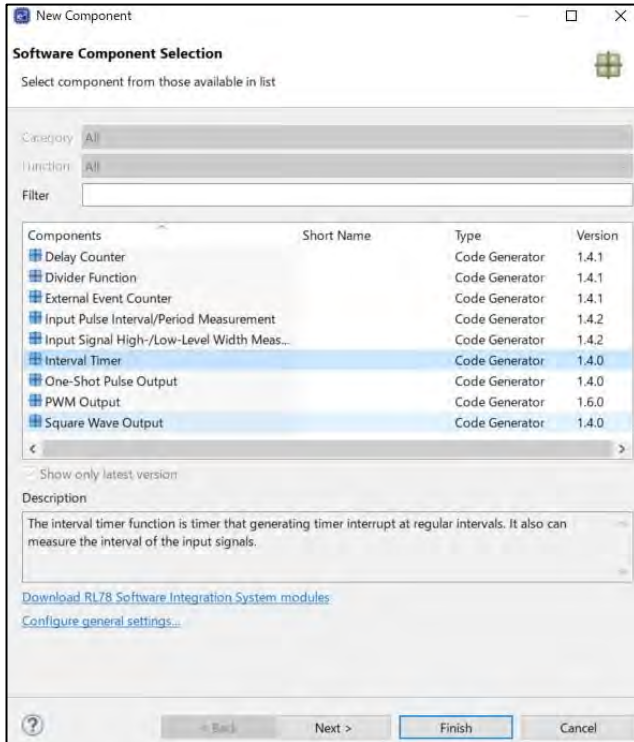 New Component
Software Component Selection
Select component from those available in list
Category All
Function All
Filter
Components Short Name Type Version
Delay Counter Code Generator 1.4.1
Divider Function Code Generator 1.4.1
External Event Counter Code Generator 1.4.1
Input Pulse Interval/Period Measurement Code Generator 1.4.2
Input Signal High-/Low-Level Width Meas... Code Generator 1.4.2
Interval Timer Code Generator 1.4.0
One-Shot Pulse Output Code Generator 1.4.0
PWM Output Code Generator 1.6.0
Square Wave Output Code Generator 1.4.0
Show only latest version
Description
The interval timer function is timer that generating timer interrupt at regular intervals. It also can
measure the interval of the input signals.
Download RL78 Software Integration System modules
Configure general settings...
< Back Next > Finish Cancel